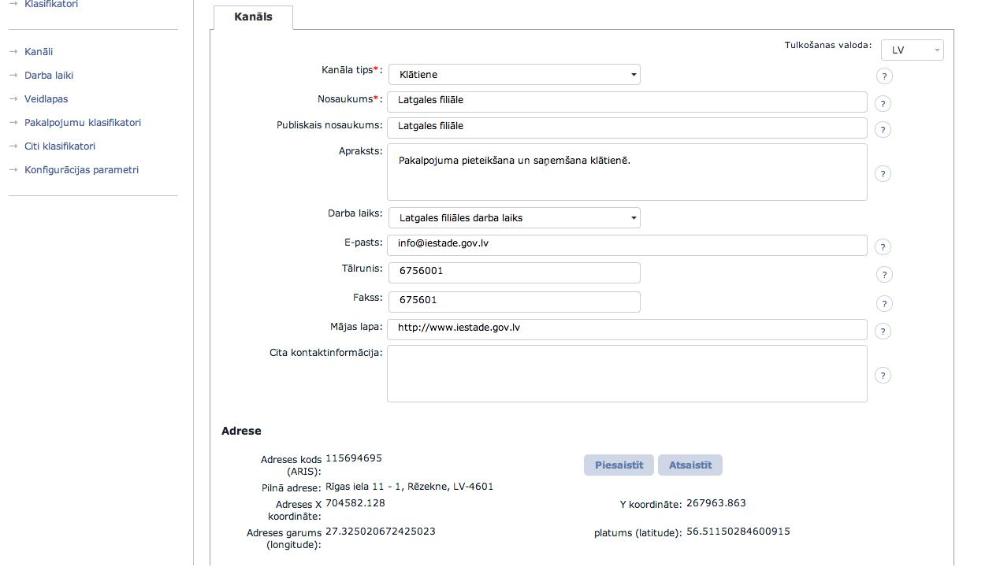 Klasifikatori
Kanāli
Darba laiki
Veidlapas
Pakalpojumu klasifikatori
Citi klasifikatori
Konfigurācijas parametri
Kanāls
Tulkošanas valoda: LV
Kanāla tips*: Klātiene ?
Nosaukums*: Latgales filiāle ?
Publiskais nosaukums: Latgales filiāle ?
Apraksts: Pakalpojuma pieteikšana un saņemšana klātienē. ?
Darba laiks: Latgales filiāles darba laiks
E-pasts: info@iestade.gov.lv ?
Tālrunis: 6756001 ?
Fakss: 675601 ?
Mājas lapa: http://www.iestade.gov.lv ?
Cita kontaktinformācija: ?
Adrese
Adreses kods 115694695 Piesaistīt Atsaistīt
(ARIS):
Pilnā adrese: Rīgas iela 11 - 1, Rēzekne, LV-4601
Adreses X 704582.128 Y koordināte: 267963.863
koordināte:
Adreses garums 27.325020672425023 platums (latitude): 56.51150284600915
(longitude):